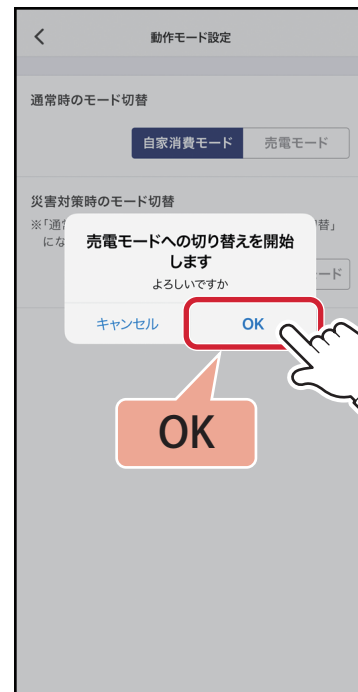 動作モード設定
通常時のモード切替
自家消費モード 売電モード
災害対策時のモード切替
※「通 替」
にな
ード
売電モードへの切り替えを開始
します
よろしいですか
キャンセル OK
OK